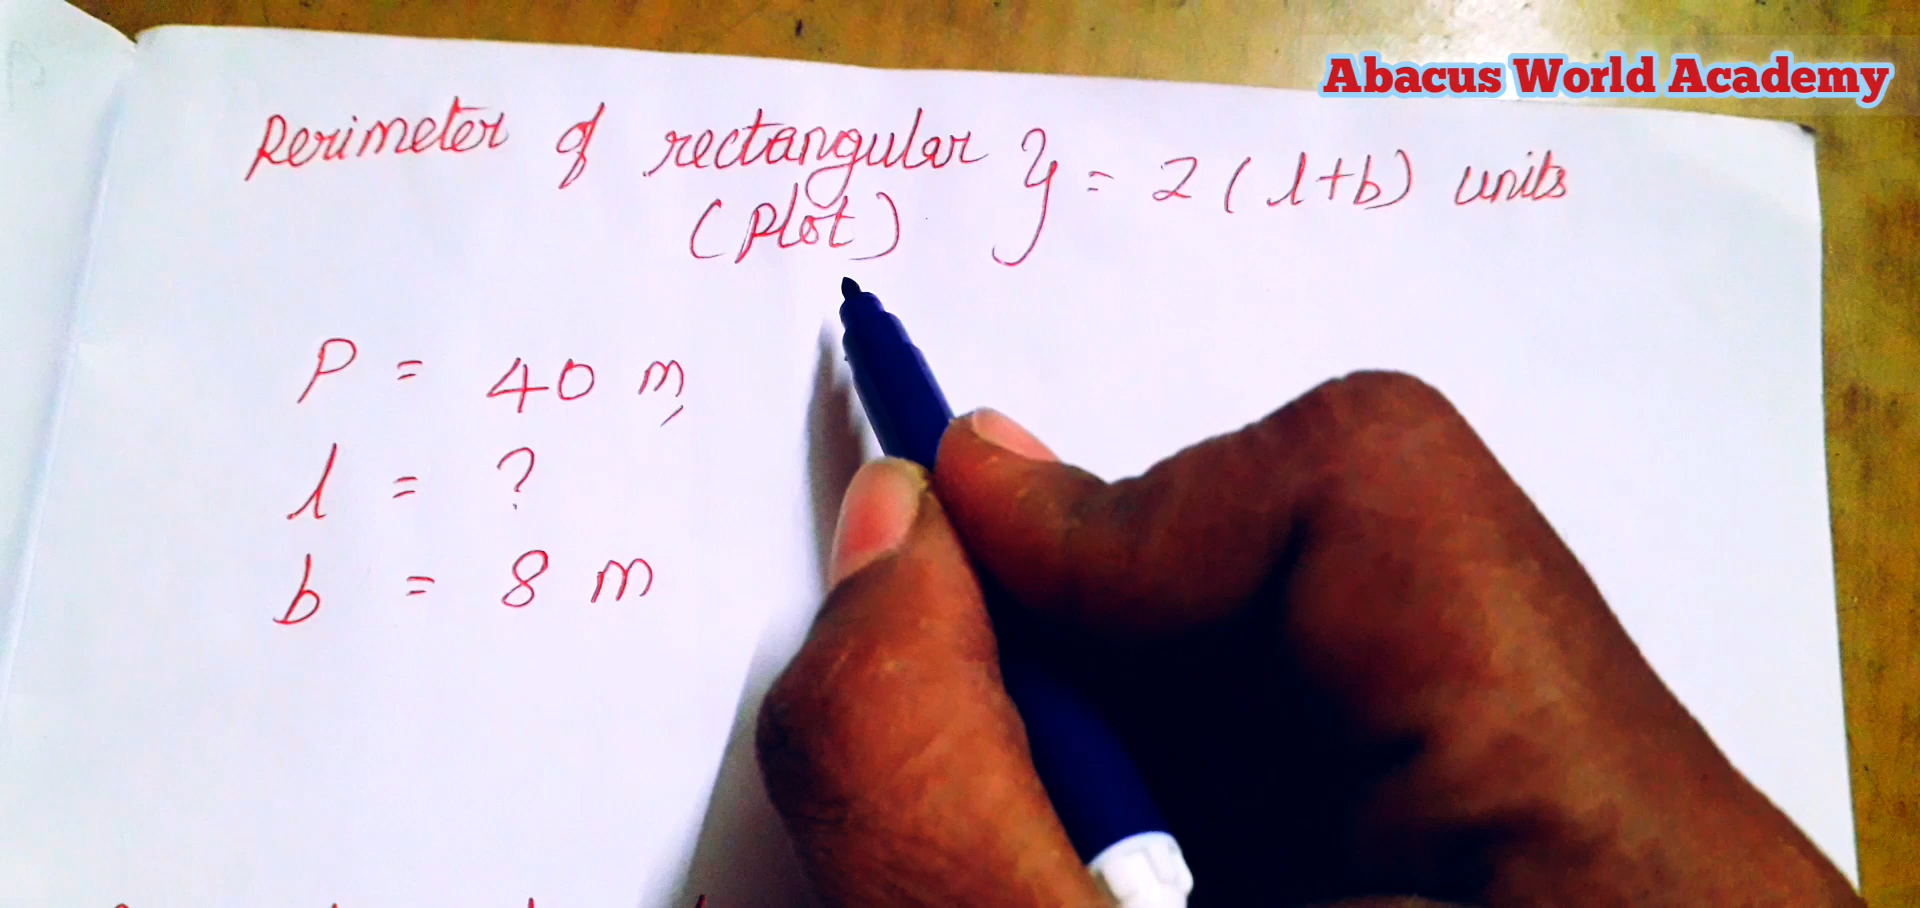 Abacus World Academy
Perimeter of rectangular } = 2 (l+b) units
(plot)
P = 40 m,
l = ?
b = 8 m